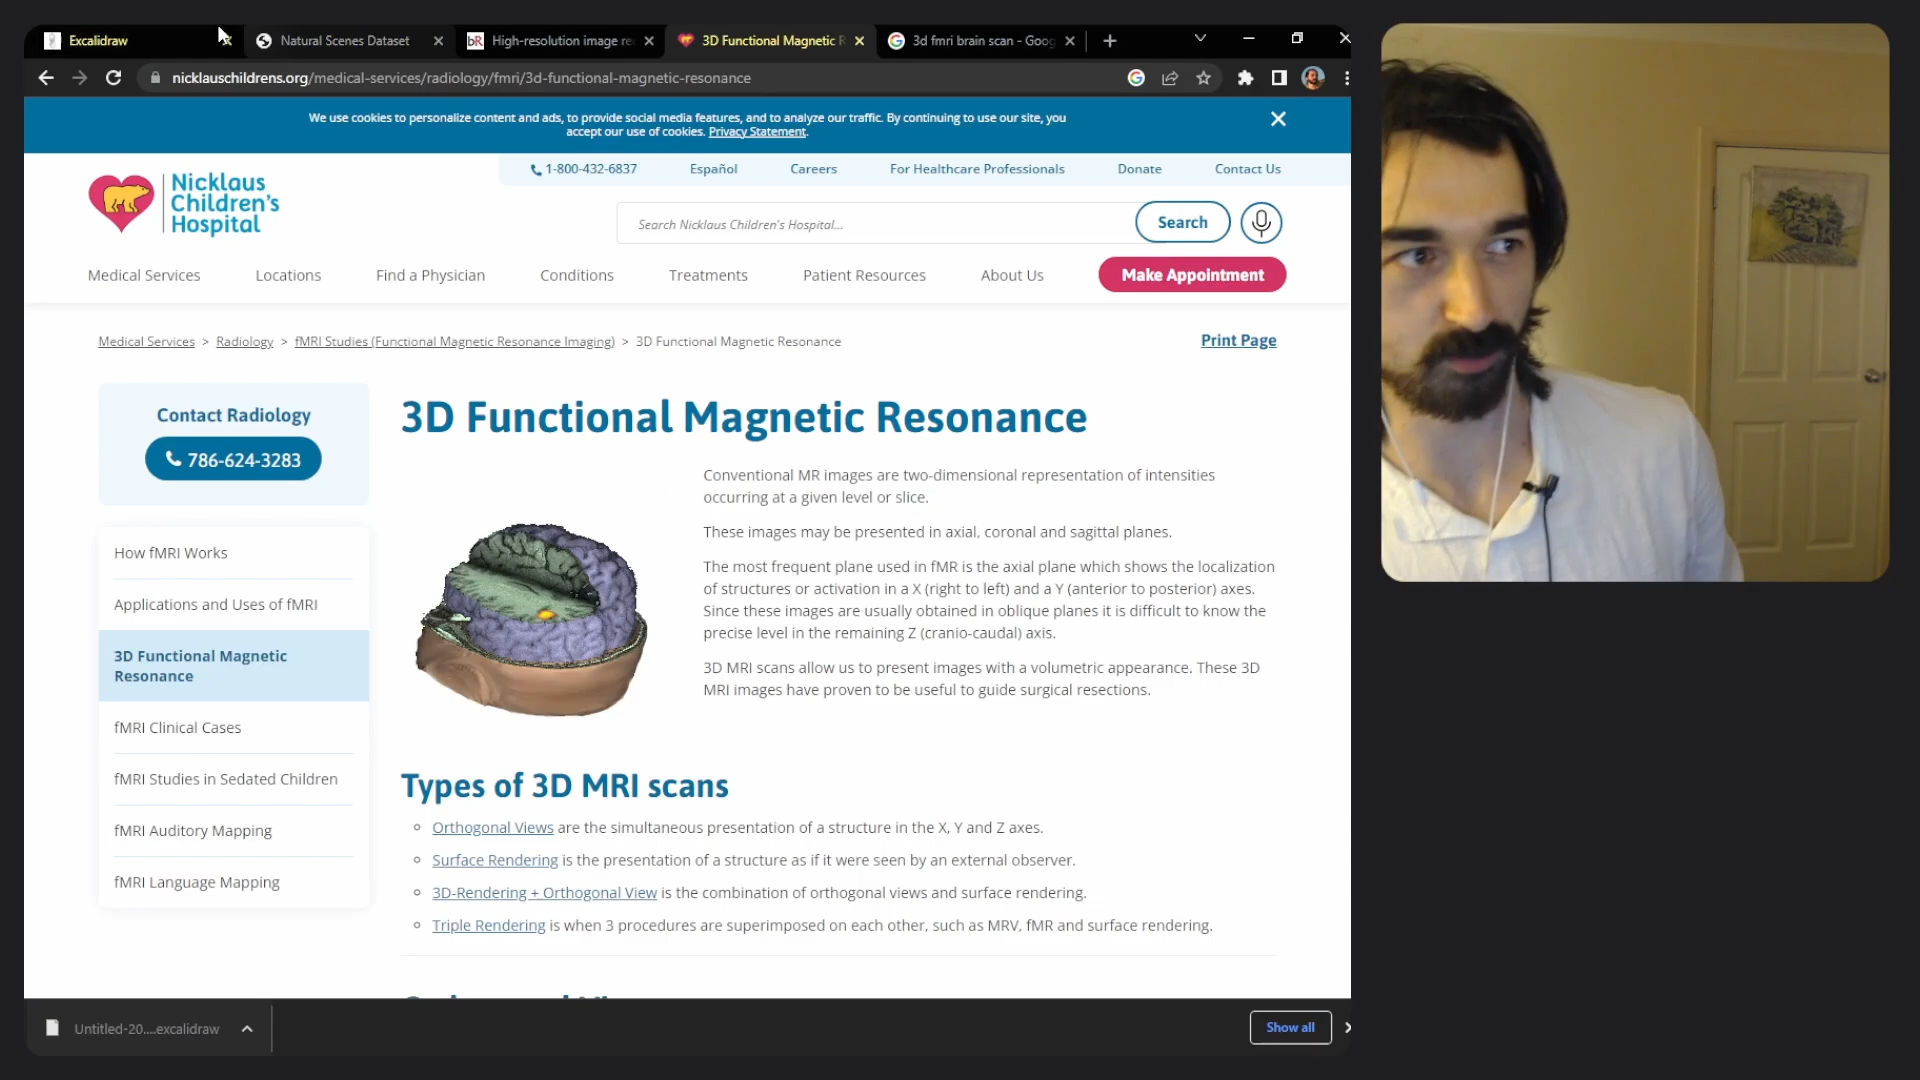 Excalidraw
Natural Scenes Dataset
High-resolution image re
3D Functional Magnetic R
3d fmri brain scan - Goog
nicklauschildrens.org/medical-services/radiology/fmri/3d-functional-magnetic-resonance
We use cookies to personalize content and ads, to provide social media features, and to analyze our traffic. By continuing to use our site, you
accept our use of cookies. Privacy Statement.
1-800-432-6837
Español
Careers
For Healthcare Professionals
Donate
Contact Us
Nicklaus
Children's
Hospital
Search Nicklaus Children's Hospital...
Search
Medical Services
Locations
Find a Physician
Conditions
Treatments
Patient Resources
About Us
Make Appointment
Medical Services > Radiology > fMRI Studies (Functional Magnetic Resonance Imaging) > 3D Functional Magnetic Resonance
Print Page
Contact Radiology
786-624-3283
How fMRI Works
Applications and Uses of fMRI
3D Functional Magnetic
Resonance
fMRI Clinical Cases
fMRI Studies in Sedated Children
fMRI Auditory Mapping
fMRI Language Mapping
3D Functional Magnetic Resonance
Conventional MR images are two-dimensional representation of intensities
occurring at a given level or slice.
These images may be presented in axial, coronal and sagittal planes.
The most frequent plane used in fMR is the axial plane which shows the localization
of structures or activation in a X (right to left) and a Y (anterior to posterior) axes.
Since these images are usually obtained in oblique planes it is difficult to know the
precise level in the remaining Z (cranio-caudal) axis.
3D MRI scans allow us to present images with a volumetric appearance. These 3D
MRI images have proven to be useful to guide surgical resections.
Types of 3D MRI scans
Orthogonal Views are the simultaneous presentation of a structure in the X, Y and Z axes.
Surface Rendering is the presentation of a structure as if it were seen by an external observer.
3D-Rendering + Orthogonal View is the combination of orthogonal views and surface rendering.
Triple Rendering is when 3 procedures are superimposed on each other, such as MRV, fMR and surface rendering.
Untitled-20....excalidraw
Show all